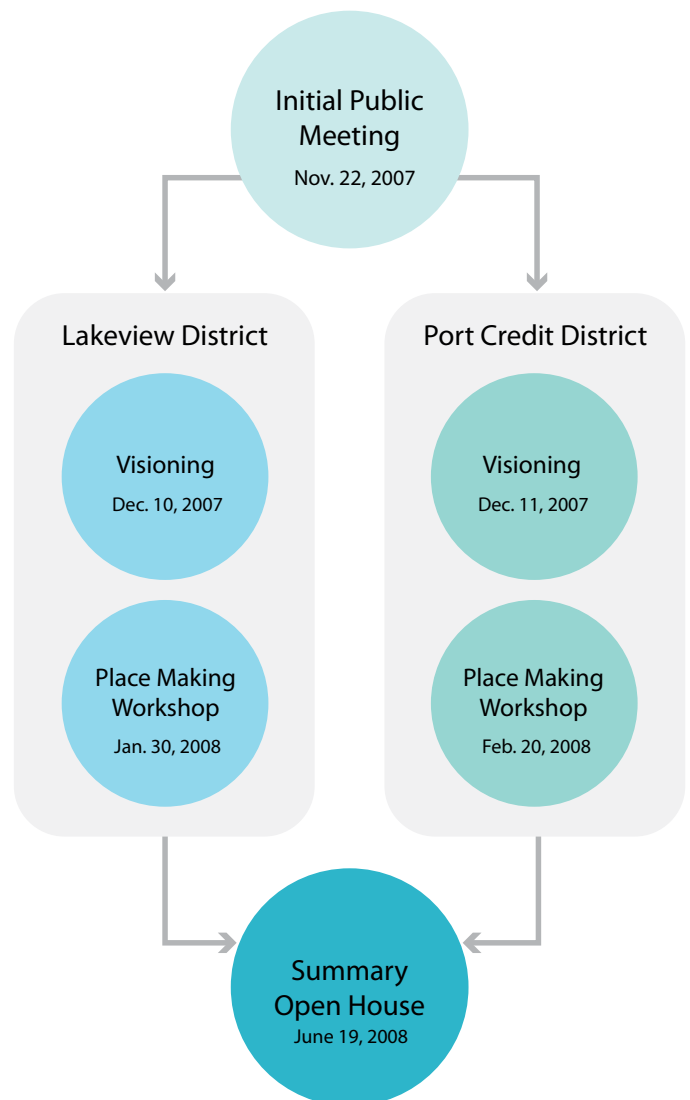 Initial Public
Meeting
Nov. 22, 2007
Lakeview District
Visioning
Dec. 10, 2007
Place Making
Workshop
Jan. 30, 2008
Port Credit District
Visioning
Dec. 11, 2007
Place Making
Workshop
Feb. 20, 2008
Summary
Open House
June 19, 2008